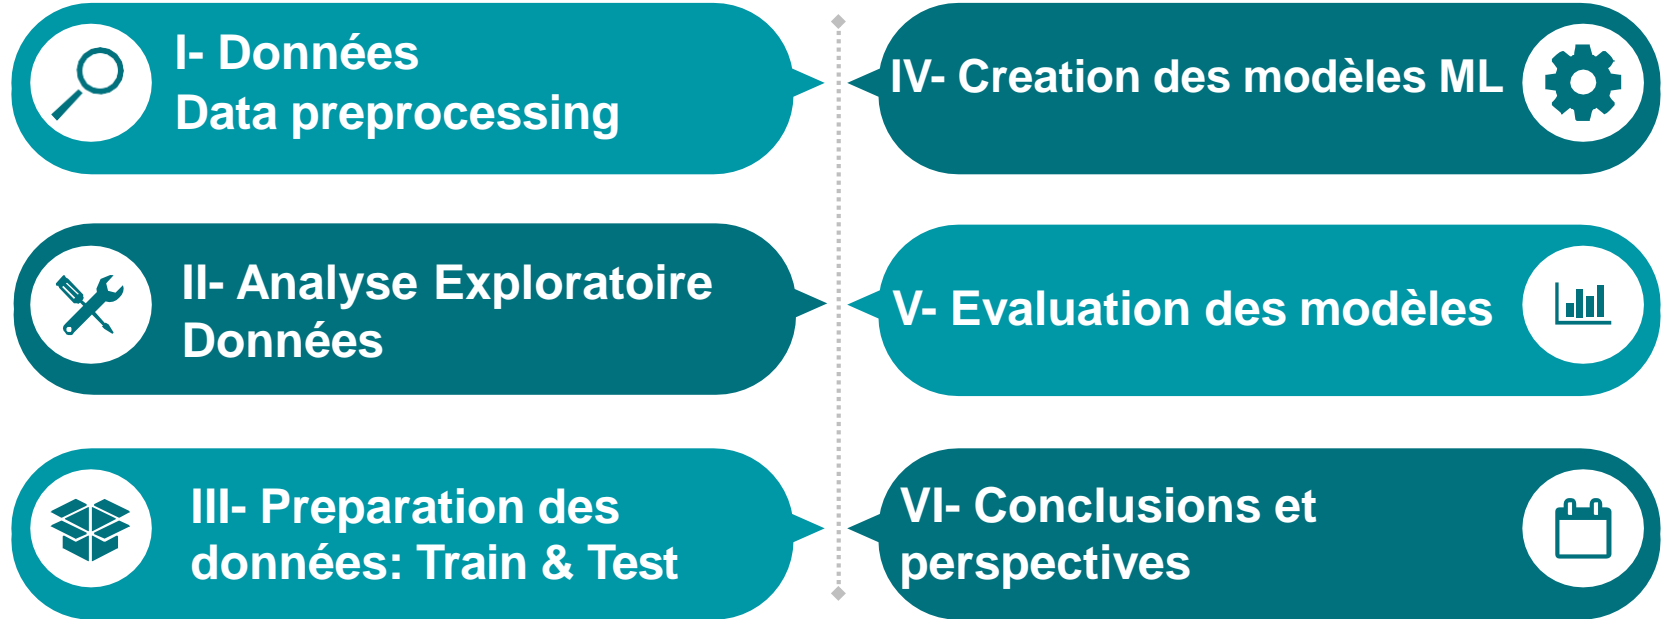 I- Données
Data preprocessing
II- Analyse Exploratoire
Données
III- Preparation des
données: Train & Test
IV- Creation des modèles ML
V- Evaluation des modèles
VI- Conclusions et
perspectives